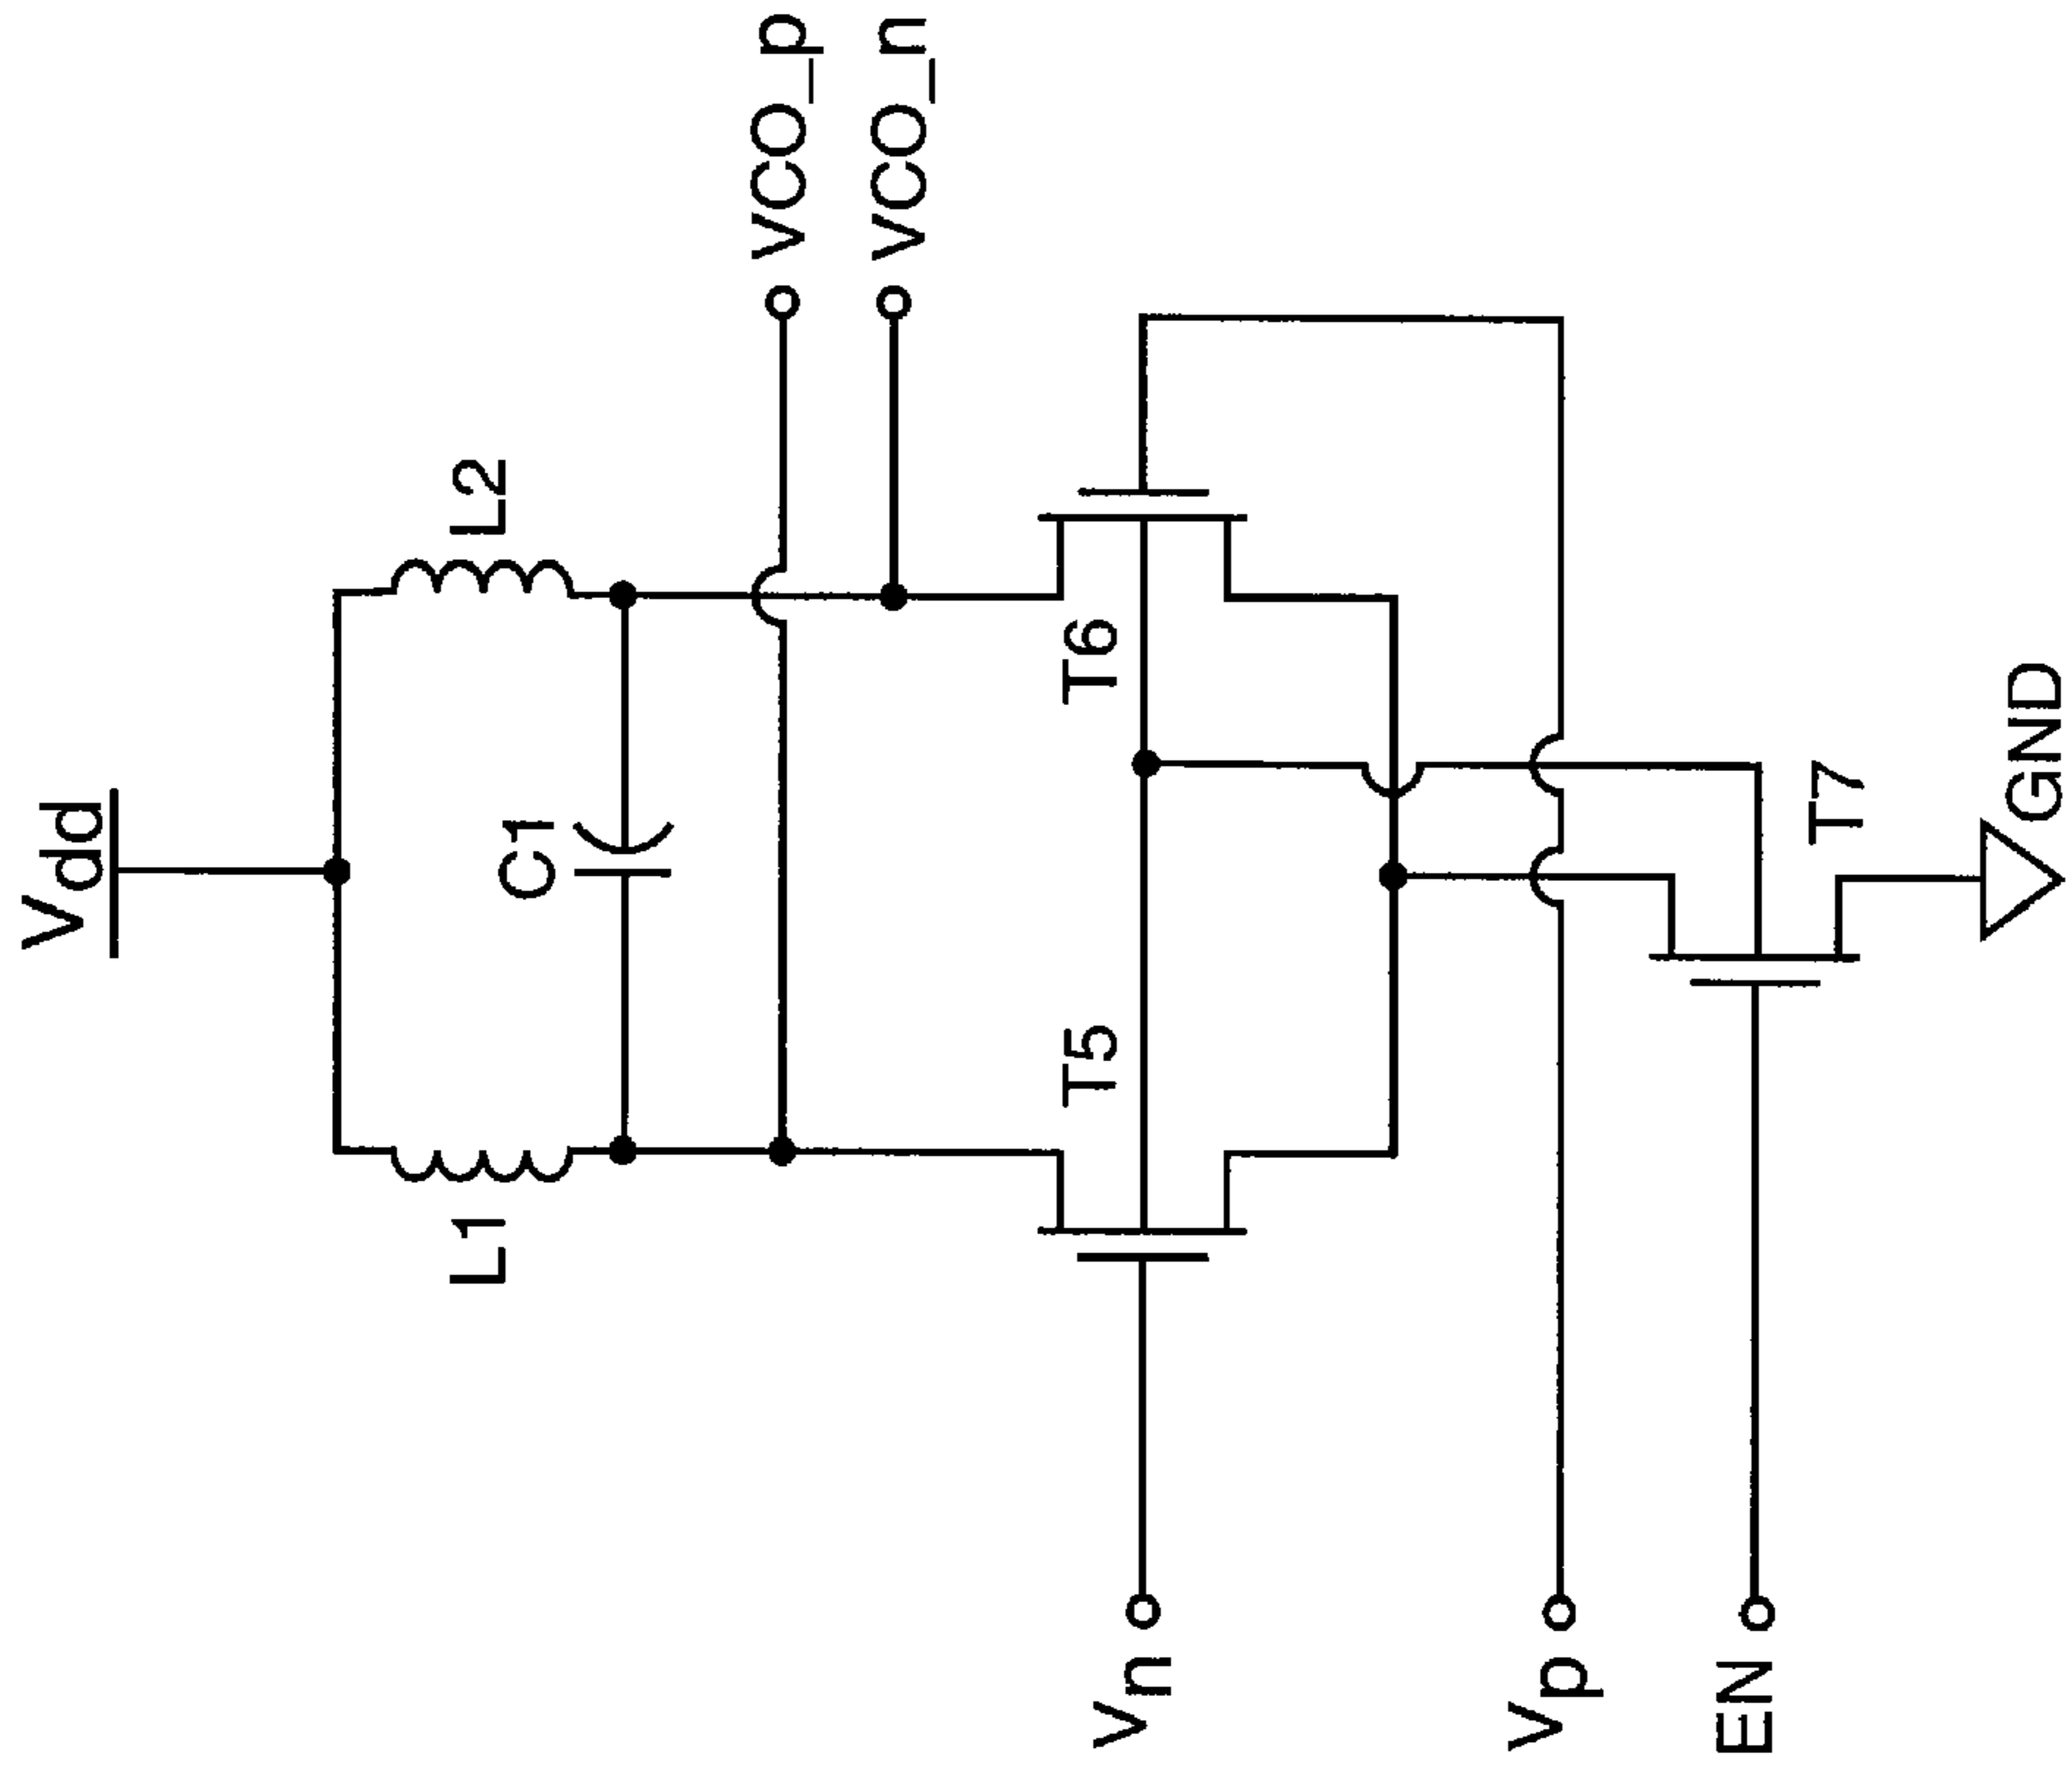 Vdd
L1
L2
C1
VCO_p
VCO_n
T5
T6
Vn
Vp
T7
EN
GND